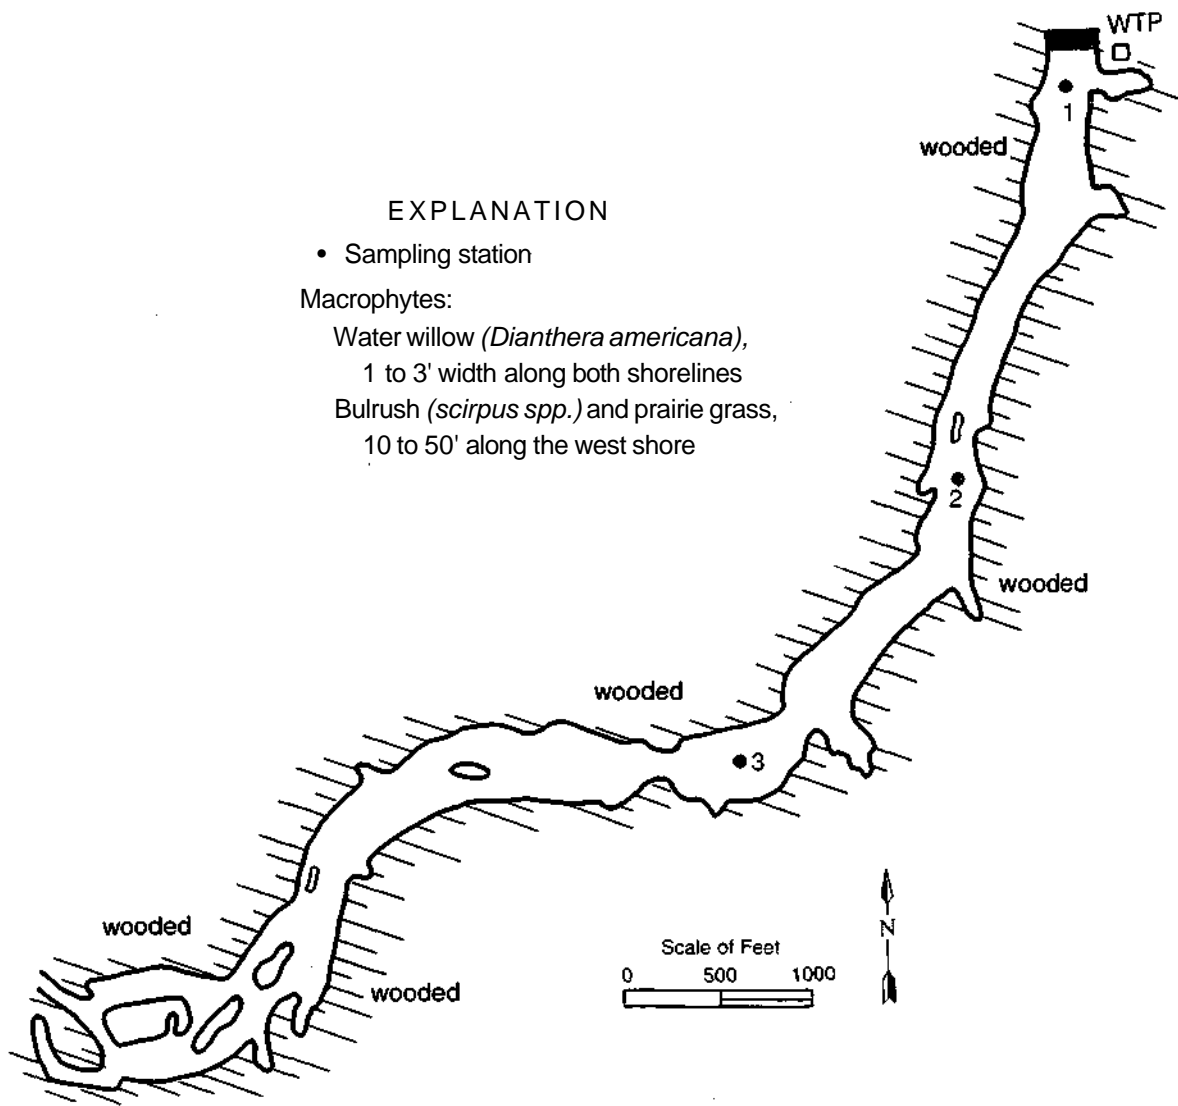 WTP
1
wooded
EXPLANATION
• Sampling station
Macrophytes:
Water willow (Dianthera americana),
1 to 3' width along both shorelines
Bulrush (scirpus spp.) and prairie grass,
10 to 50' along the west shore
2
wooded
wooded
3
wooded
wooded
N
Scale of Feet
0 500 1000